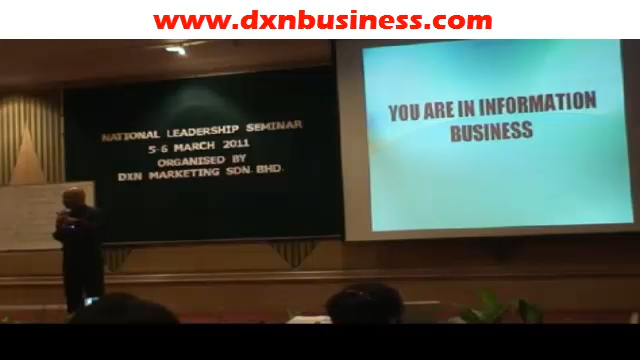 www.dxnbusiness.com
NATIONAL LEADERSHIP SEMINAR
5-6 MARCH 2011
ORGANISED BY
DXN MARKETING SDN. BHD.
YOU ARE IN INFORMATION
BUSINESS